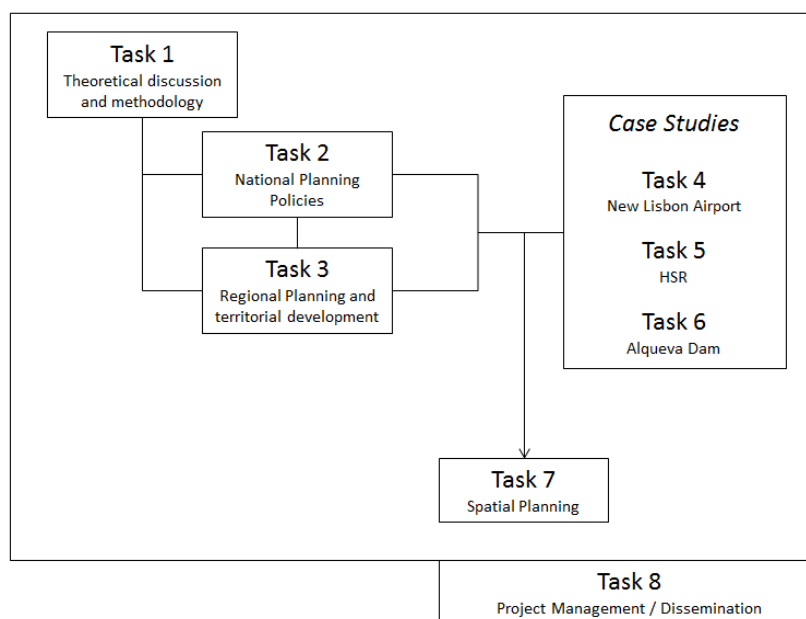 Task 1
Theoretical discussion
and methodology
Task 2
National Planning
Policies
Task 3
Regional Planning and
territorial development
Case Studies
Task 4
New Lisbon Airport
Task 5
HSR
Task 6
Alqueva Dam
Task 7
Spatial Planning
Task 8
Project Management / Dissemination